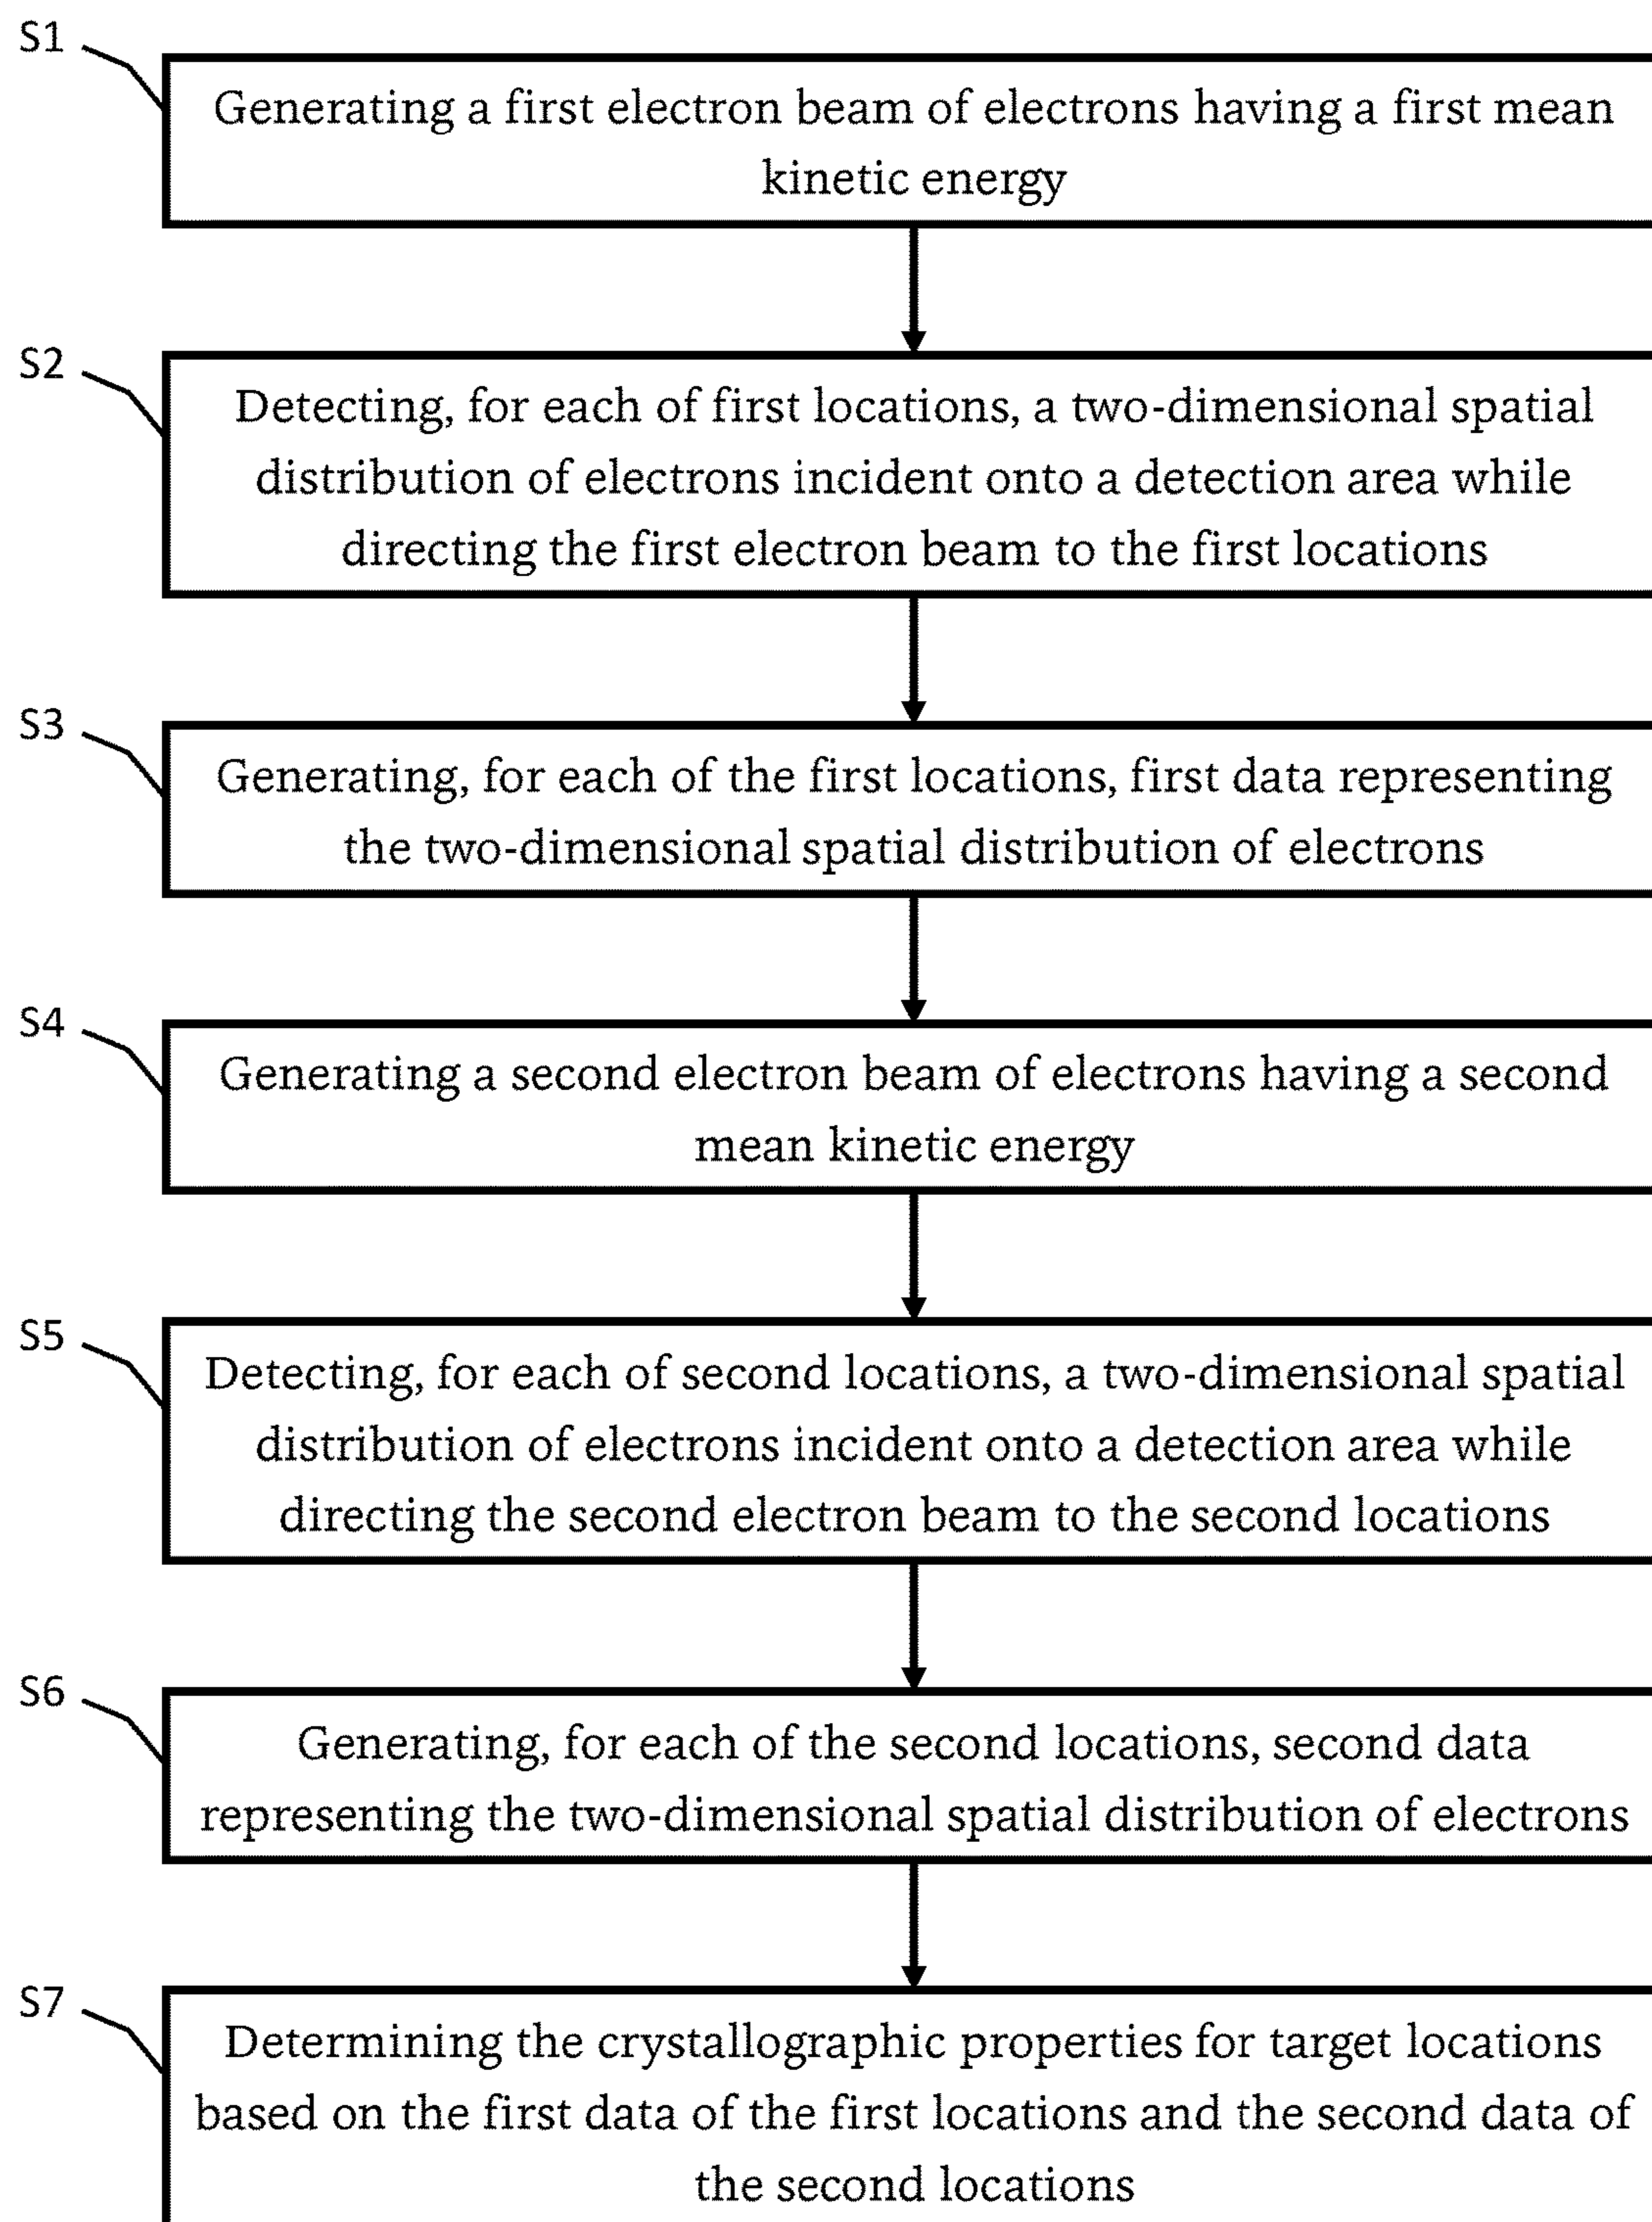 S1
Generating a first electron beam of electrons having a first mean
kinetic energy
S2
Detecting, for each of first locations, a two-dimensional spatial
distribution of electrons incident onto a detection area while
directing the first electron beam to the first locations
S3
Generating, for each of the first locations, first data representing
the two-dimensional spatial distribution of electrons
S4
Generating a second electron beam of electrons having a second
mean kinetic energy
S5
Detecting, for each of second locations, a two-dimensional spatial
distribution of electrons incident onto a detection area while
directing the second electron beam to the second locations
S6
Generating, for each of the second locations, second data
representing the two-dimensional spatial distribution of electrons
S7
Determining the crystallographic properties for target locations
based on the first data of the first locations and the second data of
the second locations